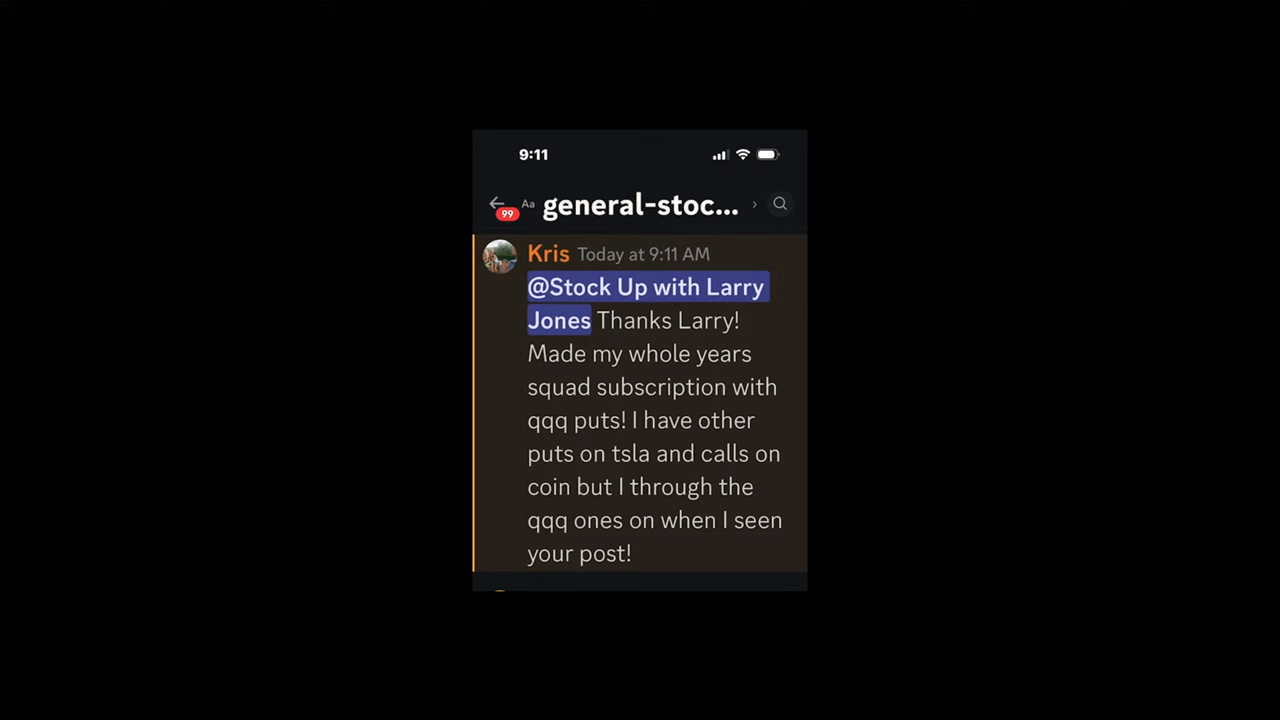 9:11
99
Aa
general-stoc...
Kris Today at 9:11 AM
@Stock Up with Larry
Jones Thanks Larry!
Made my whole years
squad subscription with
qqq puts! I have other
puts on tsla and calls on
coin but I through the
qqq ones on when I seen
your post!